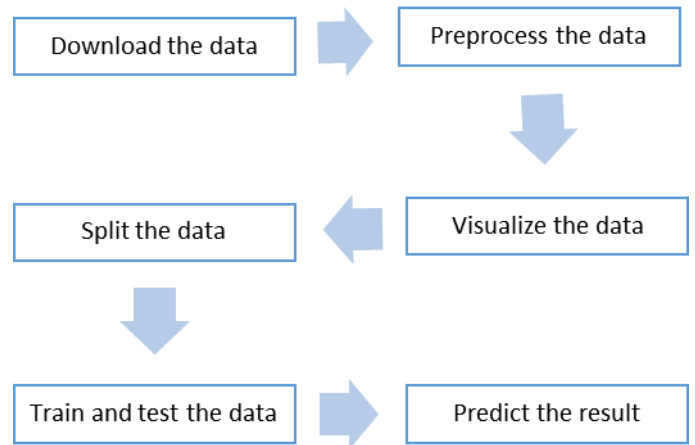 Download the data
Preprocess the data
Visualize the data
Split the data
Train and test the data
Predict the result